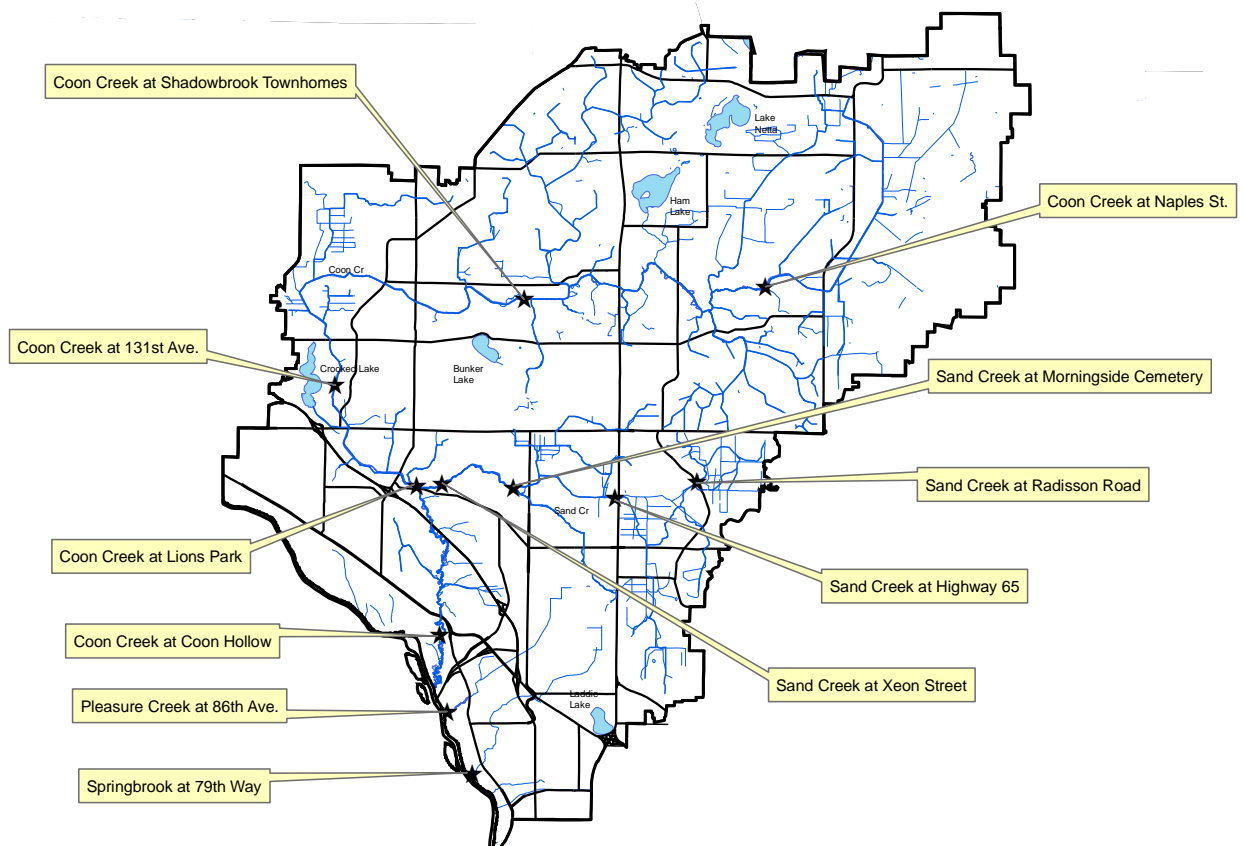 Coon Creek at Shadowbrook Townhomes
Lake
Netta
Ham
Lake
Coon Creek at Naples St.
Coon Cr
Coon Creek at 131st Ave.
Crooked Lake
Bunker
Lake
Sand Creek at Morningside Cemetery
Sand Creek at Radisson Road
Sand Cr
Coon Creek at Lions Park
Sand Creek at Highway 65
Coon Creek at Coon Hollow
Sand Creek at Xeon Street
Laddie
Lake
Pleasure Creek at 86th Ave.
Springbrook at 79th Way